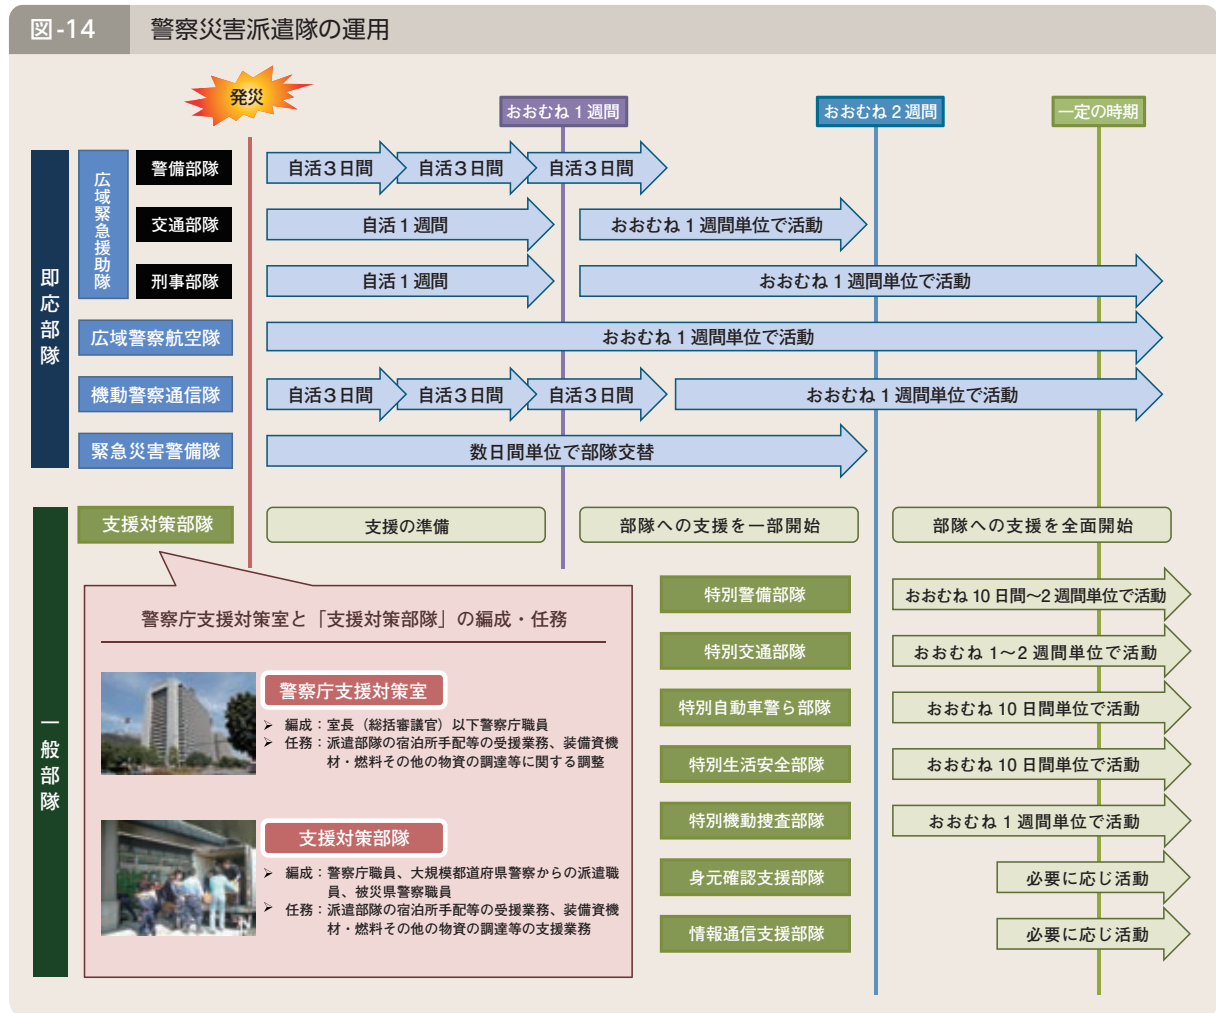 図-14
警察災害派遣隊の運用
発災
おおむね1週間
おおむね2週間
一定の時期
即応部隊
広域緊急援助隊
警備部隊
自活3日間
自活3日間
自活3日間
交通部隊
自活1週間
おおむね1週間単位で活動
刑事部隊
自活1週間
おおむね1週間単位で活動
広域警察航空隊
おおむね1週間単位で活動
機動警察通信隊
自活3日間
自活3日間
自活3日間
おおむね1週間単位で活動
緊急災害警備隊
数日間単位で部隊交替
一般部隊
支援対策部隊
支援の準備
部隊への支援を一部開始
部隊への支援を全面開始
警察庁支援対策室と「支援対策部隊」の編成・任務
警察庁支援対策室
➢ 編成：室長（総括審議官）以下警察庁職員
➢ 任務：派遣部隊の宿泊所手配等の受援業務、装備資機
材・燃料その他の物資の調達等に関する調整
支援対策部隊
➢ 編成：警察庁職員、大規模都道府県警察からの派遣職
員、被災県警察職員
➢ 任務：派遣部隊の宿泊所手配等の受援業務、装備資機
材・燃料その他の物資の調達等の支援業務
特別警備部隊
おおむね10日間～2週間単位で活動
特別交通部隊
おおむね1～2週間単位で活動
特別自動車警ら部隊
おおむね10日間単位で活動
特別生活安全部隊
おおむね10日間単位で活動
特別機動捜査部隊
おおむね1週間単位で活動
身元確認支援部隊
必要に応じ活動
情報通信支援部隊
必要に応じ活動